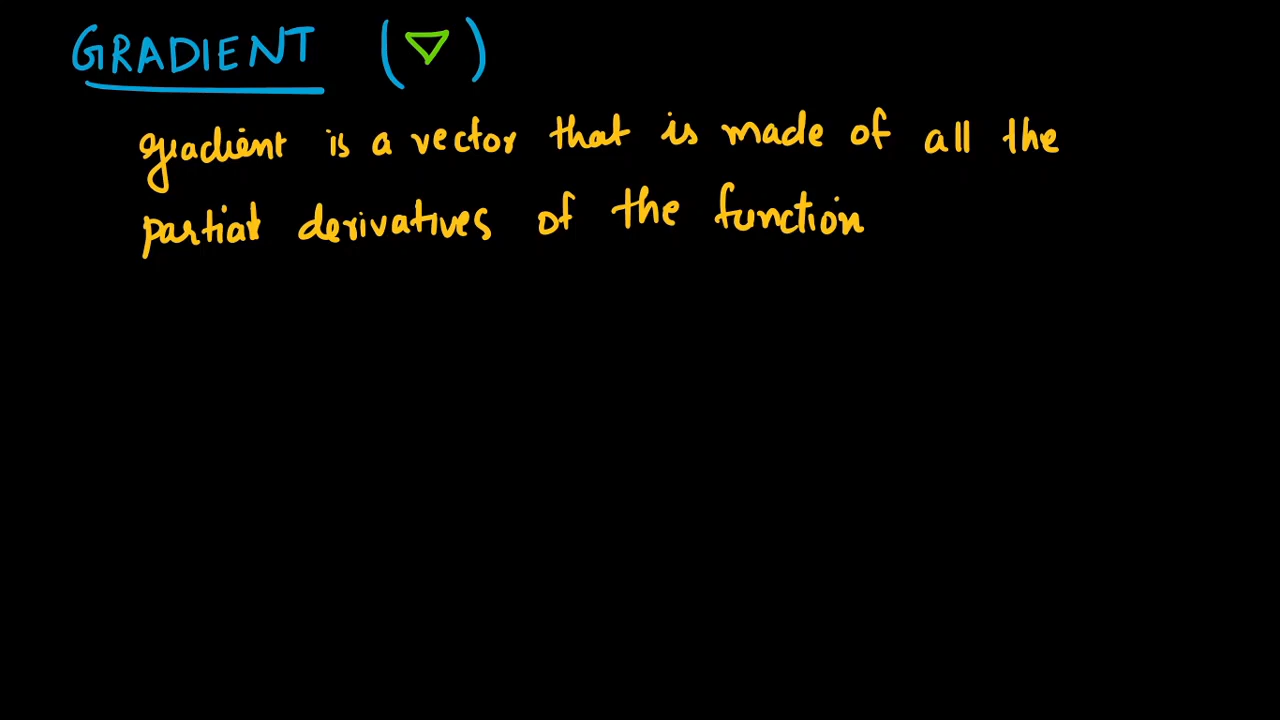 GRADIENT (▽)
gradient is a vector that is made of all the
partial derivatives of the function